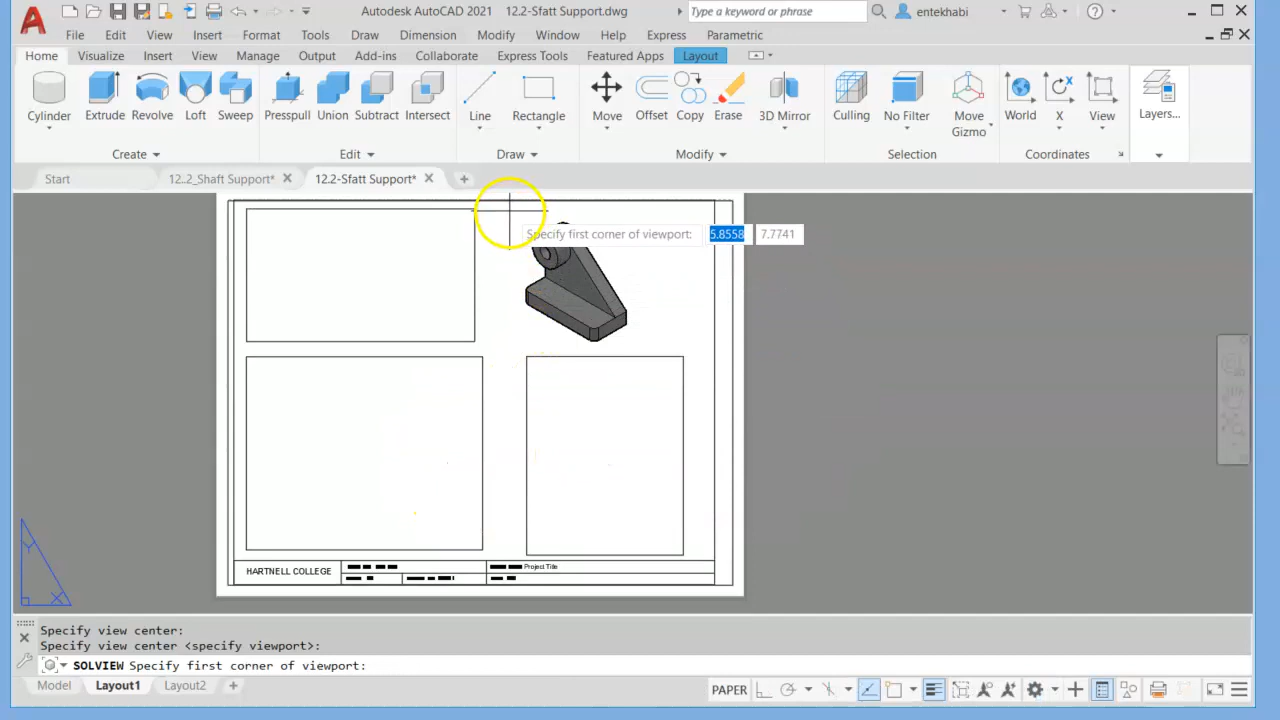 Autodesk AutoCAD 2021 12.2-Sfatt Support.dwg
Type a keyword or phrase
entekhabi
File Edit View Insert Format Tools Draw Dimension Modify Window Help Express Parametric
Home Visualize Insert View Manage Output Add-ins Collaborate Express Tools Featured Apps Layout
Cylinder Extrude Revolve Loft Sweep Presspull Union Subtract Intersect Line Rectangle Move Offset Copy Erase 3D Mirror Culling No Filter Move Gizmo World X View Layers...
Create Edit Draw Modify Selection Coordinates
Start 12..2_Shaft Support* 12.2-Sfatt Support*
Specify first corner of viewport: 5.8558 7.7741
HARTNELL COLLEGE
Project Title
Y
X
Specify view center:
Specify view center <specify viewport>:
SOLVIEW Specify first corner of viewport:
Model Layout1 Layout2 +
PAPER